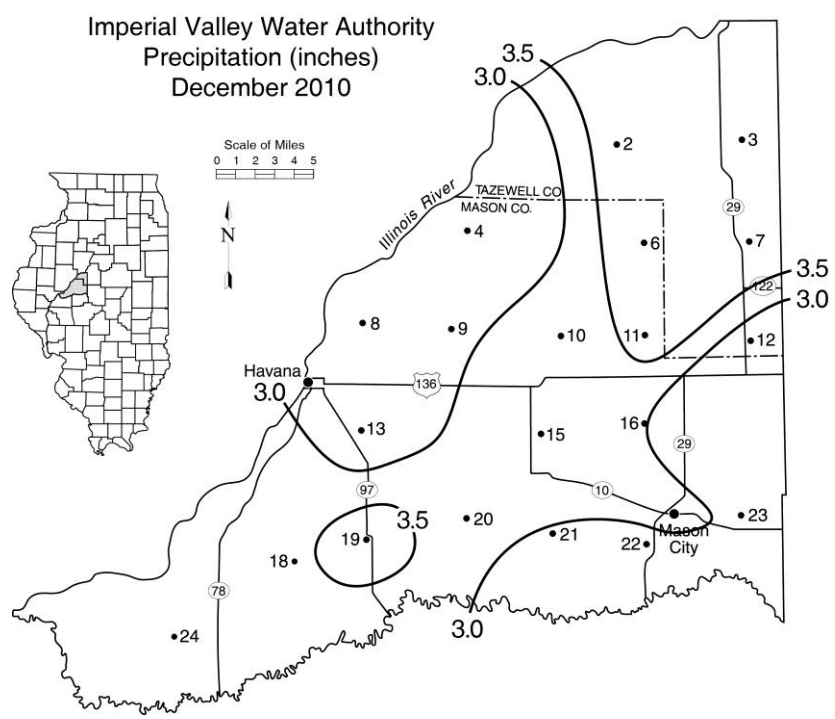 Imperial Valley Water Authority
Precipitation (inches)
December 2010
3.5
3.0
Scale of Miles
0 1 2 3 4 5
2
3
TAZEWELL CO.
MASON CO.
Illinois River
29
N
4
6
7
3.5
122
3.0
8
9
10
11
12
Havana
136
3.0
13
15
16
29
97
10
3.5
20
23
Mason
City
19
21
22
18
78
3.0
24